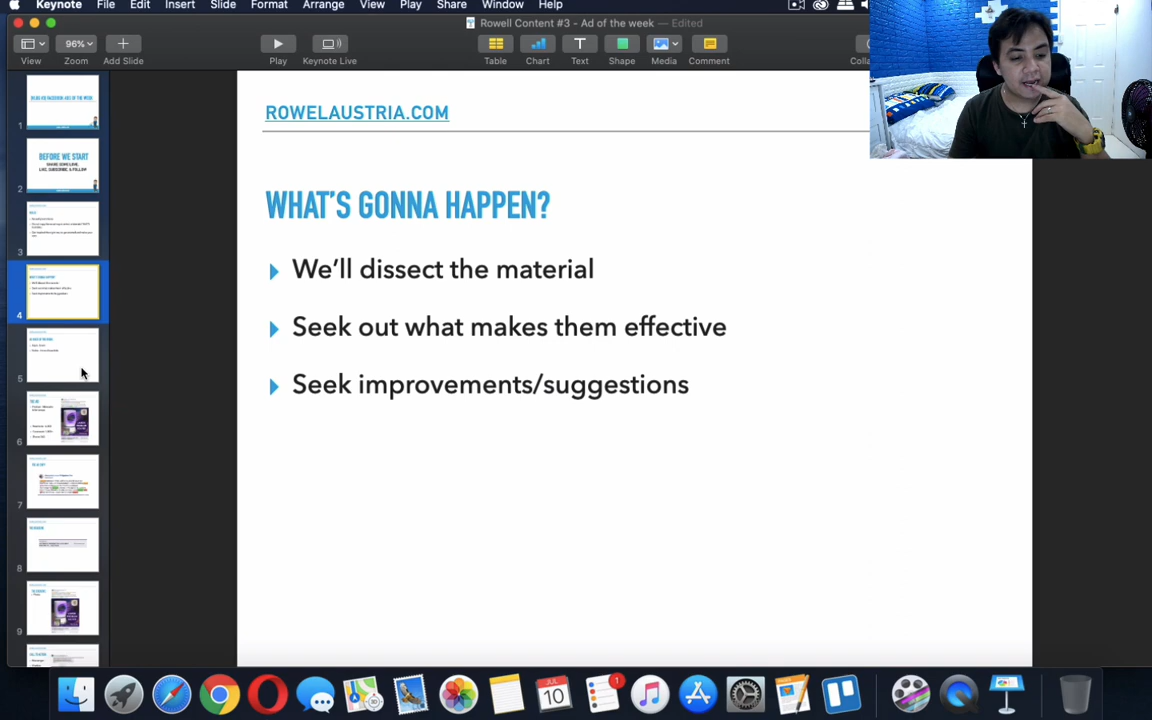 Keynote File Edit Insert Slide Format Arrange View Play Share Window Help
Rowell Content #3 - Ad of the week — Edited
96%
View Zoom Add Slide Play Keynote Live Table Chart Text Shape Media Comment Colla
ROWELAUSTRIA.COM
WHAT'S GONNA HAPPEN?
We'll dissect the material
Seek out what makes them effective
Seek improvements/suggestions
1
BEFORE WE START
2
3
4
5
6
7
8
9
JUL
10
1